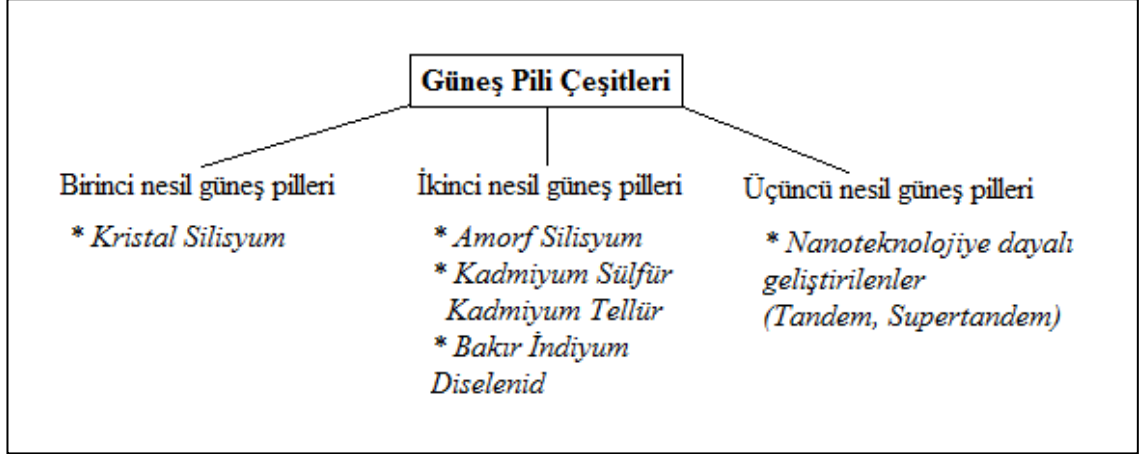 Güneş Pili Çeşitleri
Birinci nesil güneş pilleri
* Kristal Silisyum
İkinci nesil güneş pilleri
* Amorf Silisyum
* Kadmiyum Sülfür
Kadmiyum Tellür
* Bakır İndiyum
Diselenid
Üçüncü nesil güneş pilleri
* Nanoteknolojiye dayalı
geliştirilenler
(Tandem, Supertandem)